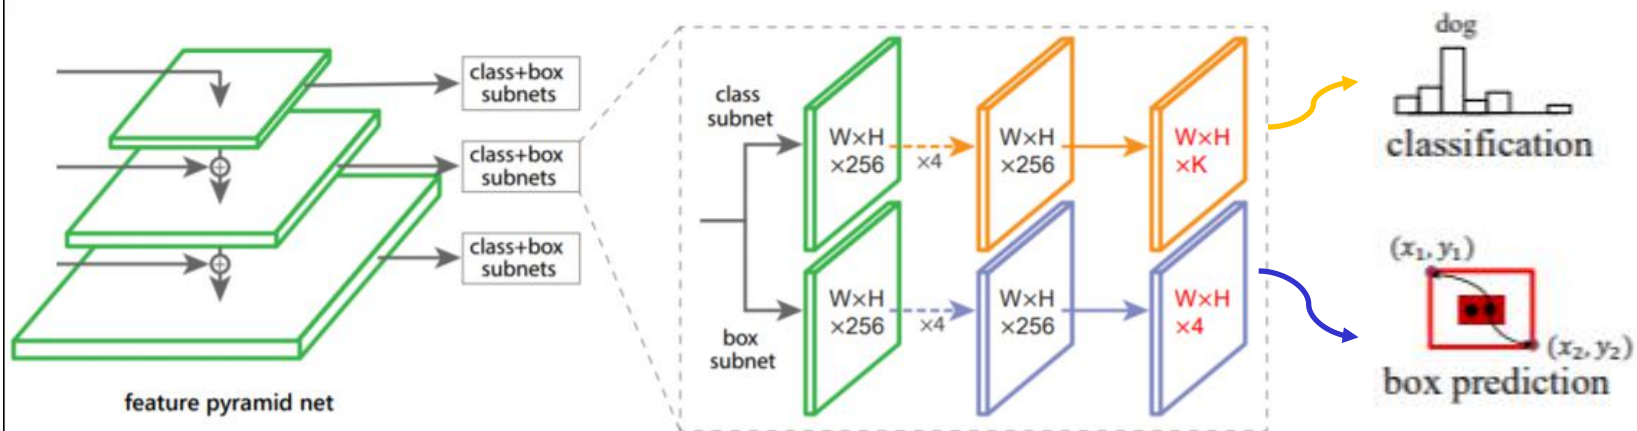 class+box
subnets
class+box
subnets
class+box
subnets
feature pyramid net
class
subnet
W×H
×256
×4
W×H
×256
W×H
×K
box
subnet
W×H
×256
×4
W×H
×256
W×H
×4
dog
classification
(x₁, y₁)
(x₂, y₂)
box prediction